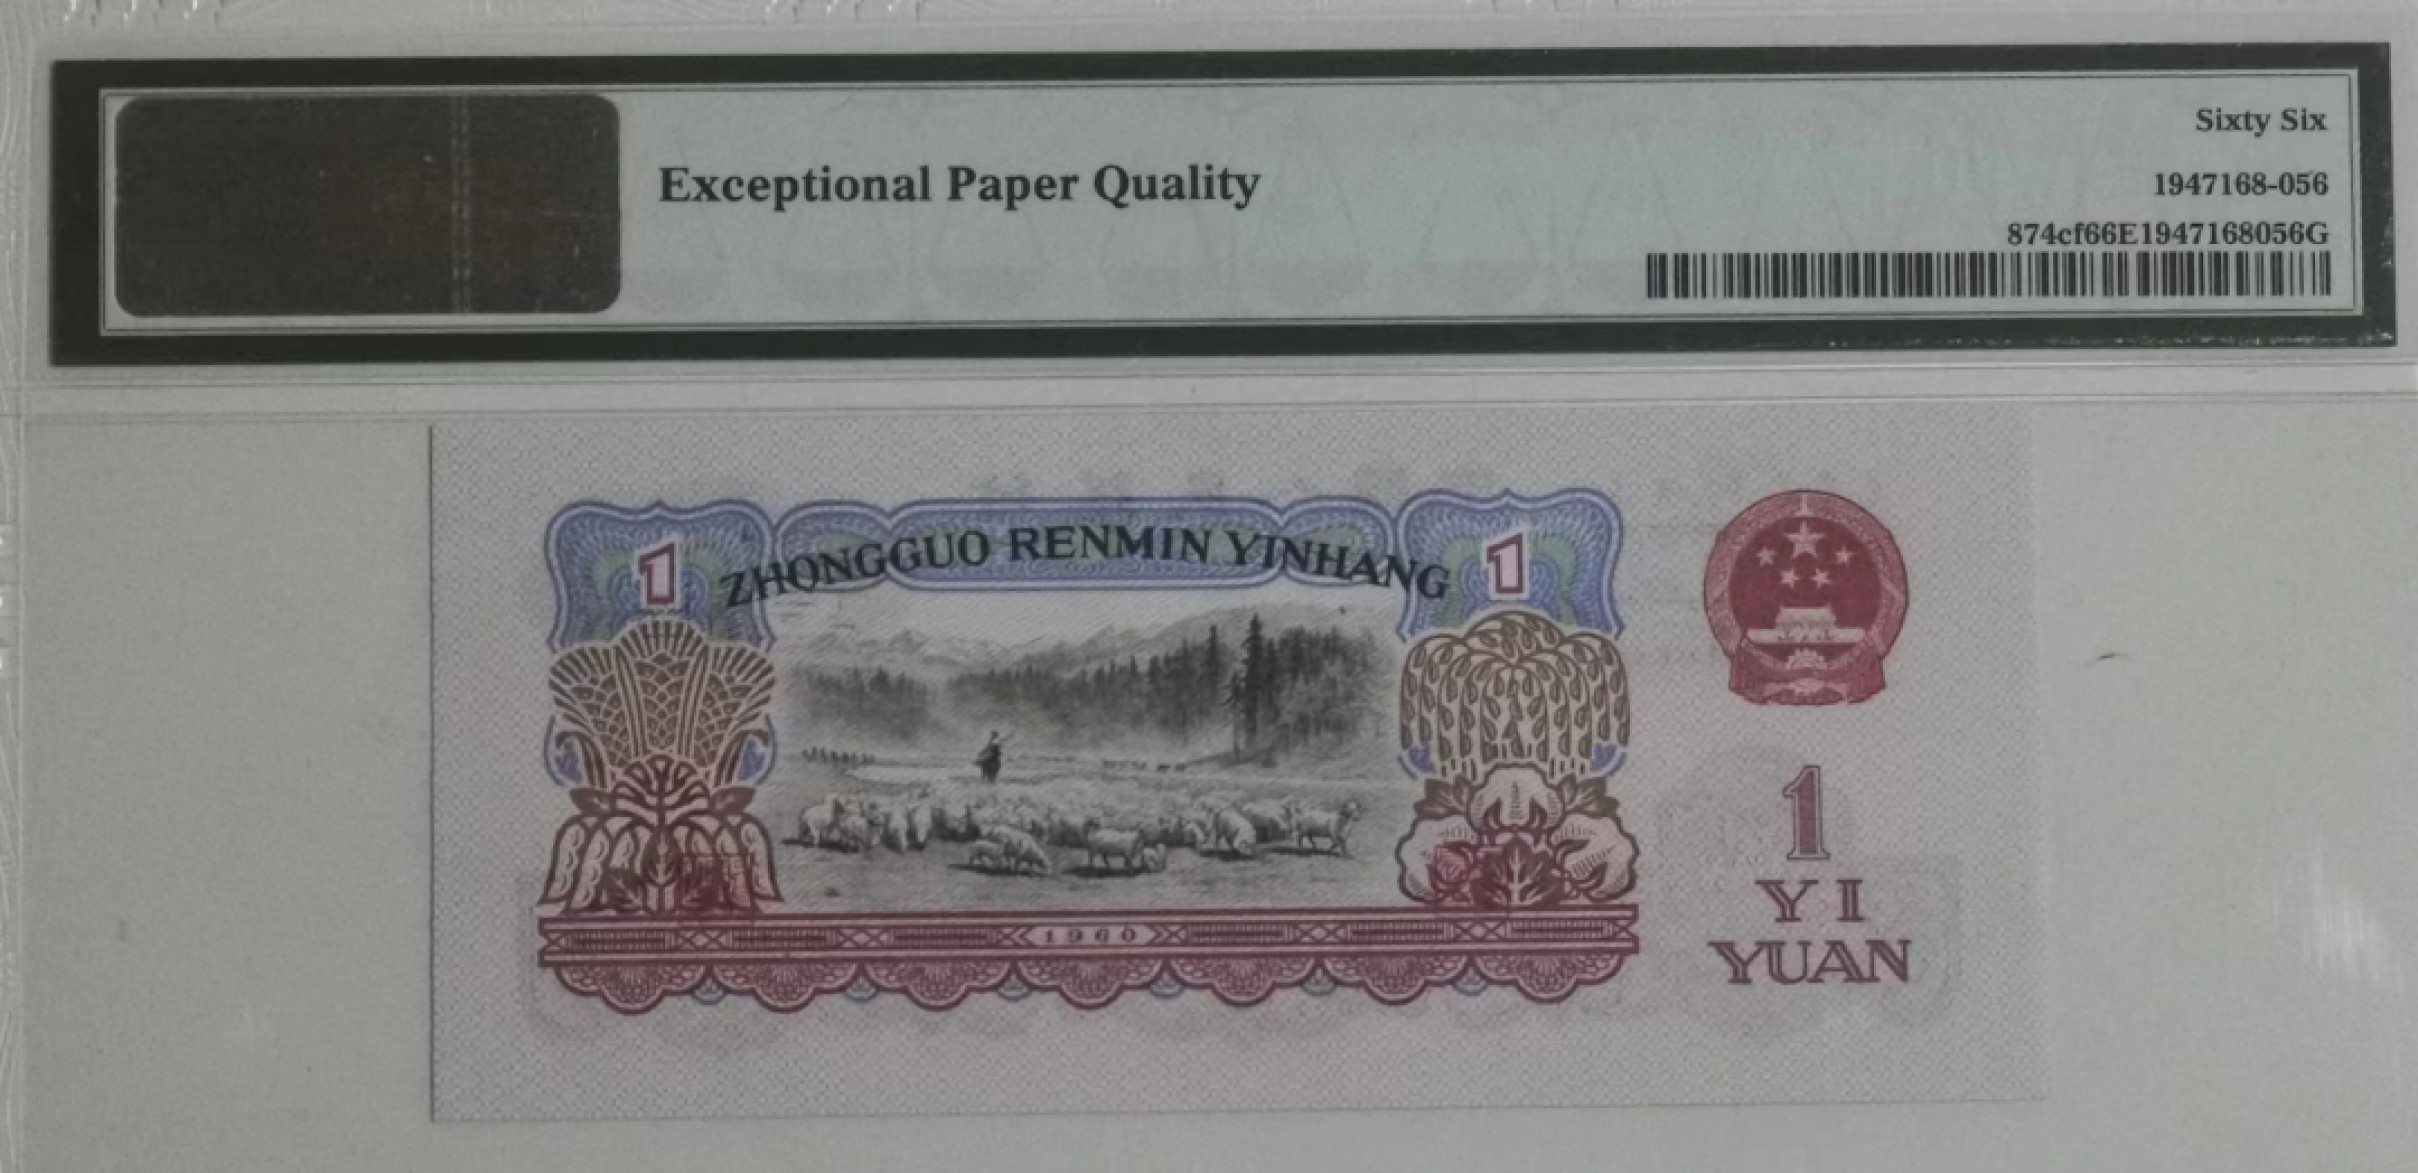 Sixty Six
Exceptional Paper Quality
1947168-056
874cf66E1947168056G
1 ZHONGGUO RENMIN YINHANG 1
1
YI
YUAN
1960